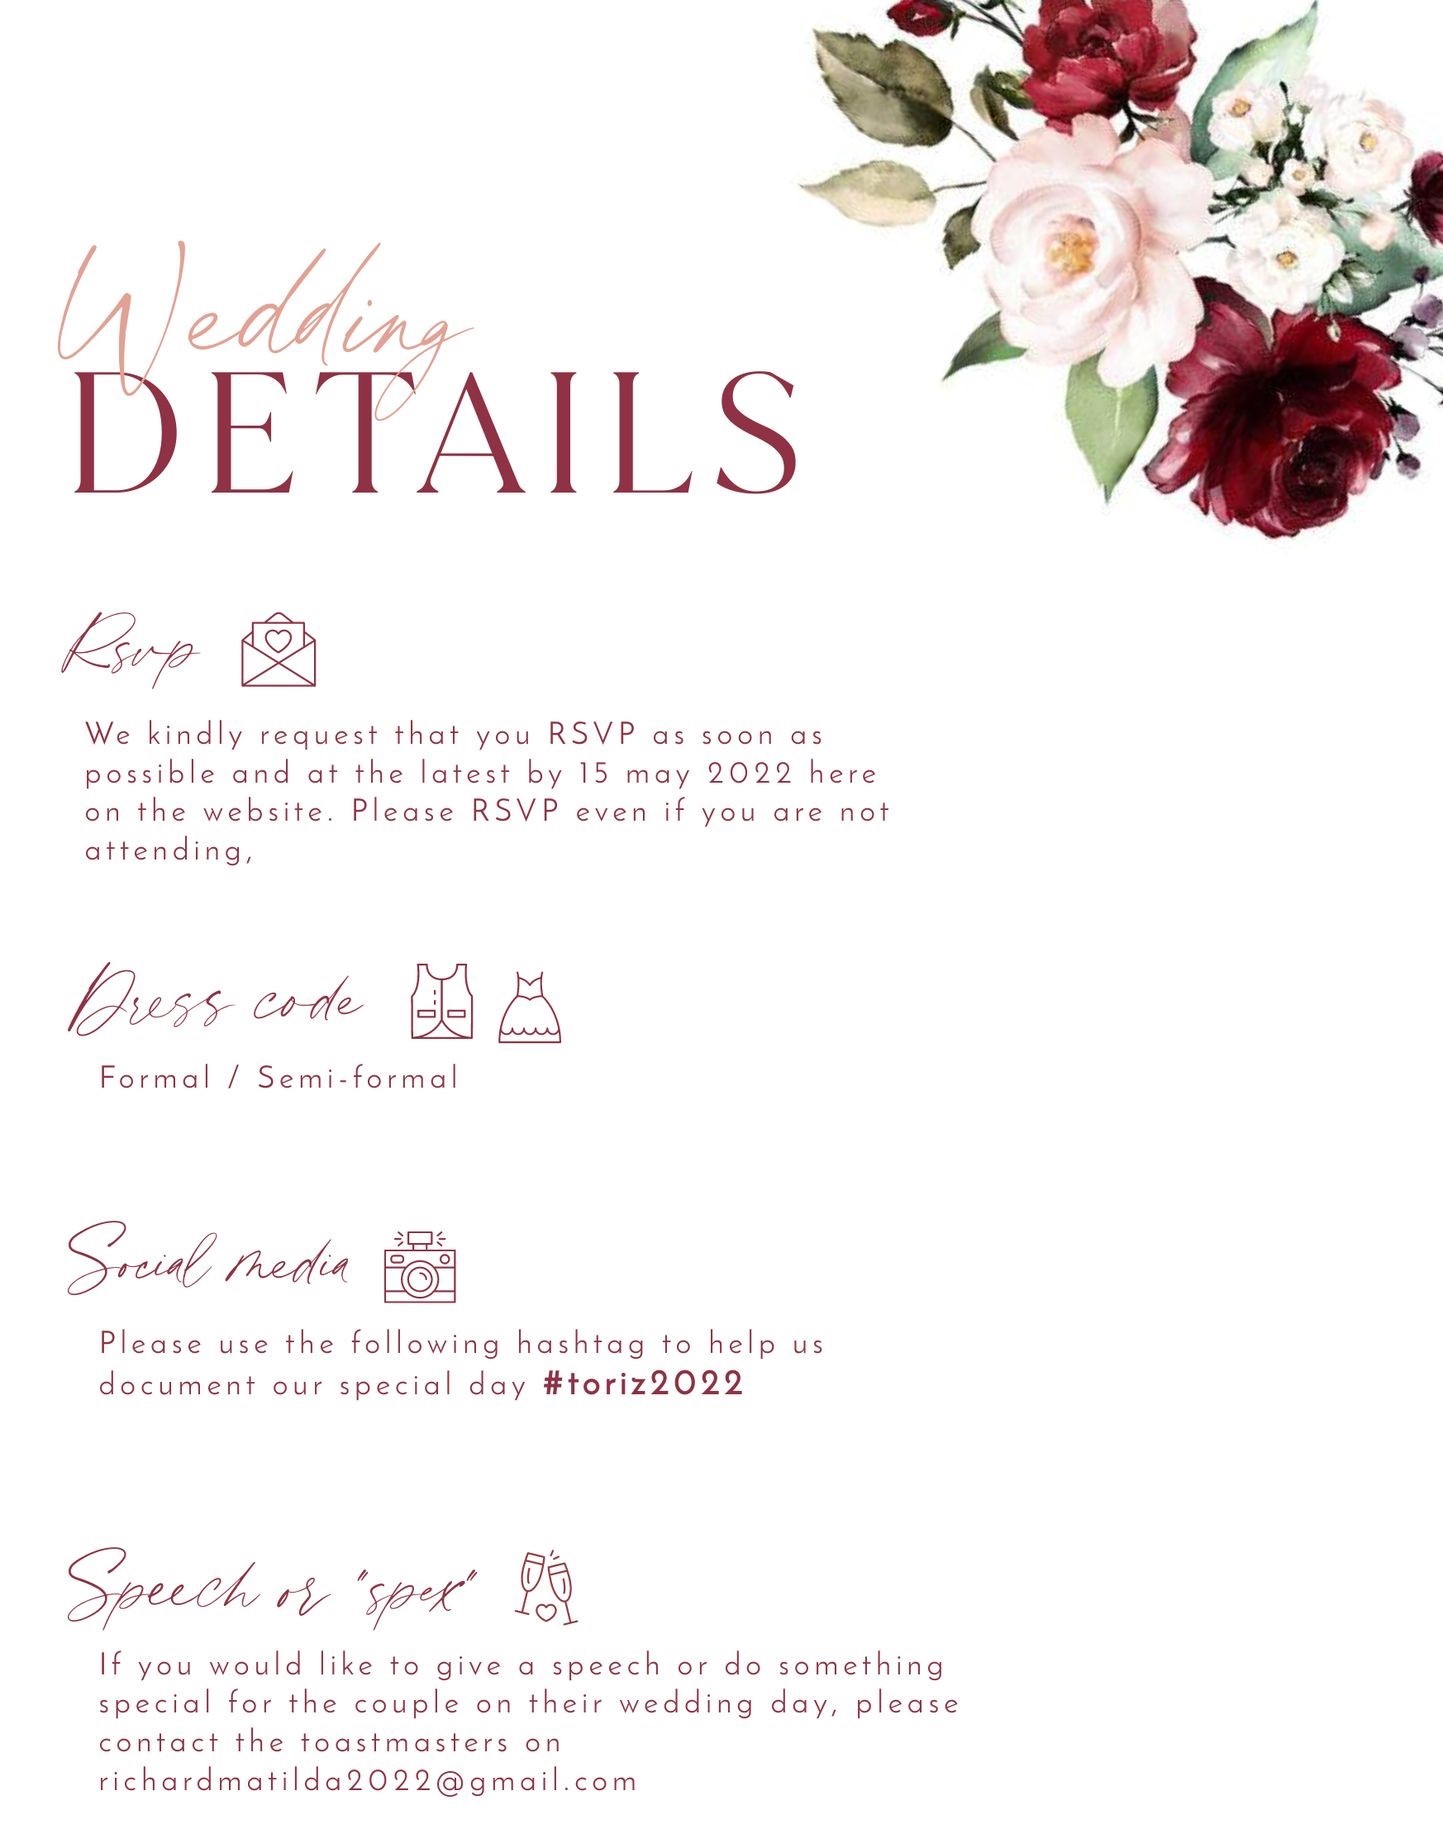 Wedding
DETAILS
Rsvp
We kindly request that you RSVP as soon as
possible and at the latest by 15 may 2022 here
on the website. Please RSVP even if you are not
attending,
Dress code
Formal / Semi-formal
Social media
Please use the following hashtag to help us
document our special day #toriz2022
Speech or "spex"
If you would like to give a speech or do something
special for the couple on their wedding day, please
contact the toastmasters on
richardmatilda2022@gmail.com